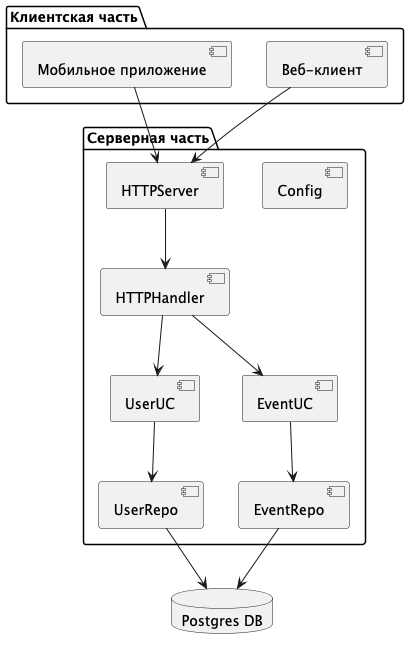 Клиентская часть
Мобильное приложение
Веб-клиент
Серверная часть
HTTPServer
Config
HTTPHandler
UserUC
EventUC
UserRepo
EventRepo
Postgres DB